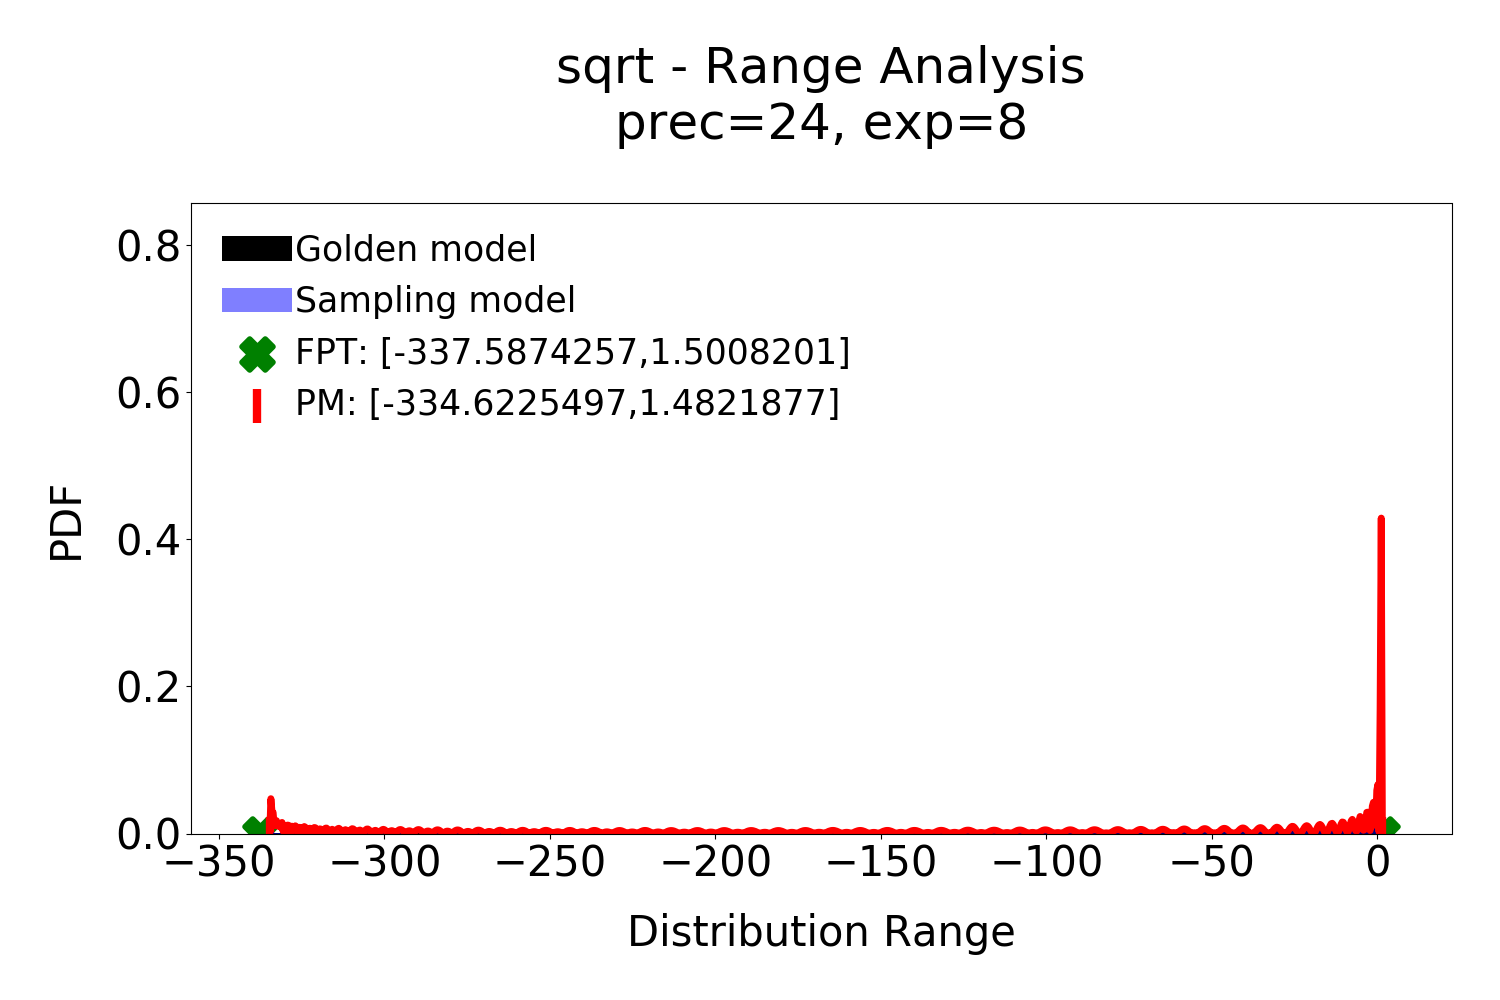 sqrt - Range Analysis
prec=24, exp=8
0.8
0.6
0.4
0.2
0.0
PDF
Golden model
Sampling model
FPT: [-337.5874257,1.5008201]
PM: [-334.6225497,1.4821877]
−350 −300 −250 −200 −150 −100 −50 0
Distribution Range